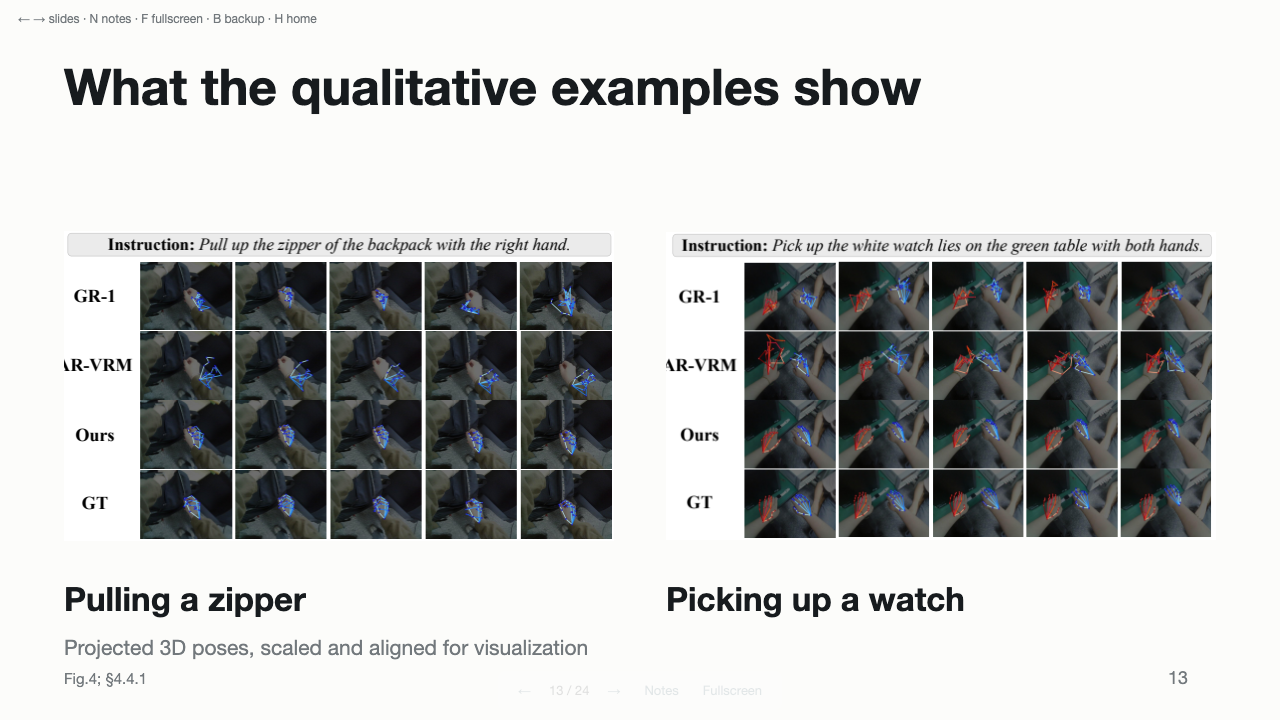 ←→ slides · N notes · F fullscreen · B backup · H home
What the qualitative examples show
Instruction: Pull up the zipper of the backpack with the right hand.
GR-1
AR-VRM
Ours
GT
Instruction: Pick up the white watch lies on the green table with both hands.
GR-1
AR-VRM
Ours
GT
Pulling a zipper
Projected 3D poses, scaled and aligned for visualization
Picking up a watch
Fig.4; §4.4.1
13
← 13 / 24 → Notes Fullscreen